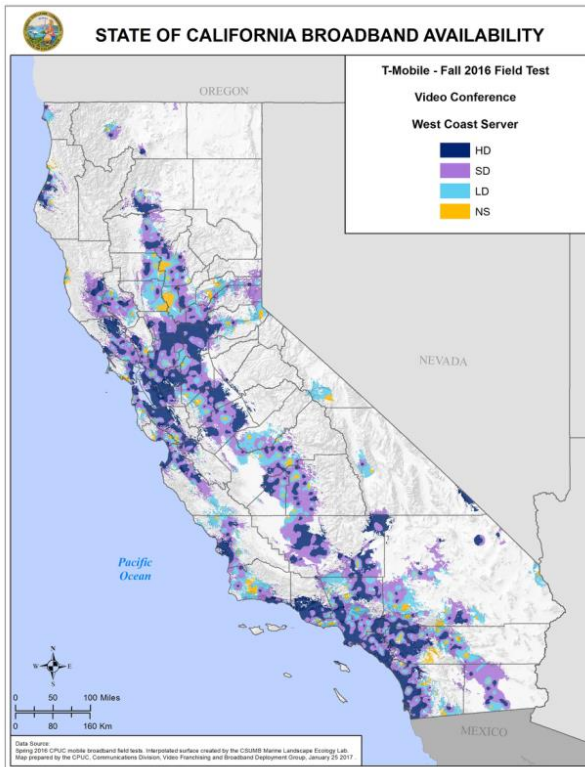 STATE OF CALIFORNIA BROADBAND AVAILABILITY
T-Mobile - Fall 2016 Field Test
Video Conference
West Coast Server
HD
SD
LD
NS
OREGON
NEVADA
Pacific
Ocean
N
W E
S
0 50 100 Miles
0 80 160 Km
MEXICO
Data Source:
Spring 2016 CPUC mobile broadband field tests. Interpolated surface created by the CSUMB Marine Landscape Ecology Lab.
Map prepared by the CPUC, Communications Division, Video Franchising and Broadband Deployment Group, January 25 2017 .